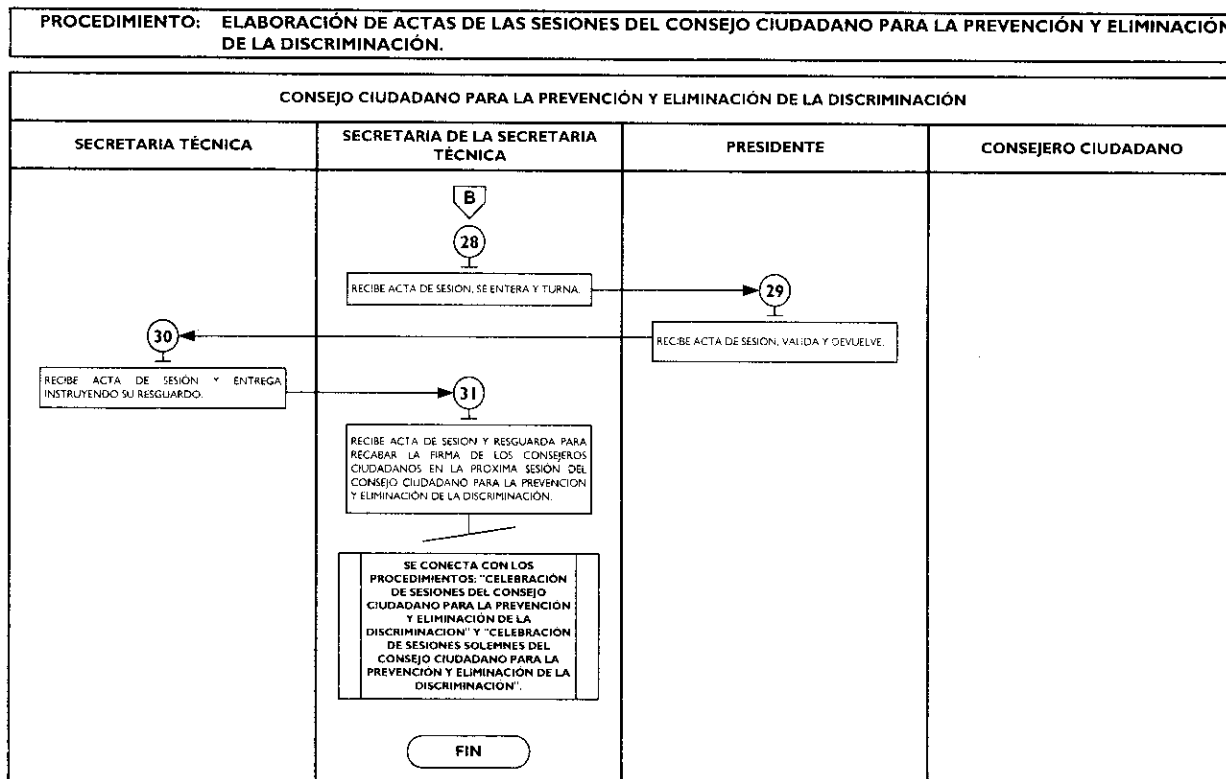 PROCEDIMIENTO: ELABORACIÓN DE ACTAS DE LAS SESIONES DEL CONSEJO CIUDADANO PARA LA PREVENCIÓN Y ELIMINACIÓN
DE LA DISCRIMINACIÓN.
CONSEJO CIUDADANO PARA LA PREVENCIÓN Y ELIMINACIÓN DE LA DISCRIMINACIÓN
SECRETARIA TÉCNICA
SECRETARIA DE LA SECRETARIA
TÉCNICA
PRESIDENTE
CONSEJERO CIUDADANO
B
28
RECIBE ACTA DE SESION, SE ENTERA Y TURNA.
29
RECIBE ACTA DE SESION, VALIDA Y DEVUELVE.
30
RECIBE ACTA DE SESIÓN Y ENTREGA
INSTRUYENDO SU RESGUARDO.
31
RECIBE ACTA DE SESION Y RESGUARDA PARA
RECABAR LA FIRMA DE LOS CONSEJEROS
CIUDADANOS EN LA PROXIMA SESIÓN DEL
CONSEJO CIUDADANO PARA LA PREVENCION
Y ELIMINACIÓN DE LA DISCRIMINACIÓN.
SE CONECTA CON LOS
PROCEDIMIENTOS: "CELEBRACIÓN
DE SESIONES DEL CONSEJO
CIUDADANO PARA LA PREVENCIÓN
Y ELIMINACIÓN DE LA
DISCRIMINACION" Y "CELEBRACIÓN
DE SESIONES SOLEMNES DEL
CONSEJO CIUDADANO PARA LA
PREVENCIÓN Y ELIMINACIÓN DE LA
DISCRIMINACIÓN".
FIN